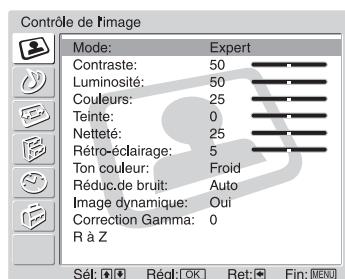 Contrôle de l'image
Mode: Expert
Contraste: 50
Luminosité: 50
Couleurs: 25
Teinte: 0
Netteté: 25
Rétro-éclairage: 5
Ton couleur: Froid
Réduc.de bruit: Auto
Image dynamique: Oui
Correction Gamma: 0
R à Z
Sél: Régl: OK Ret: Fin: MENU